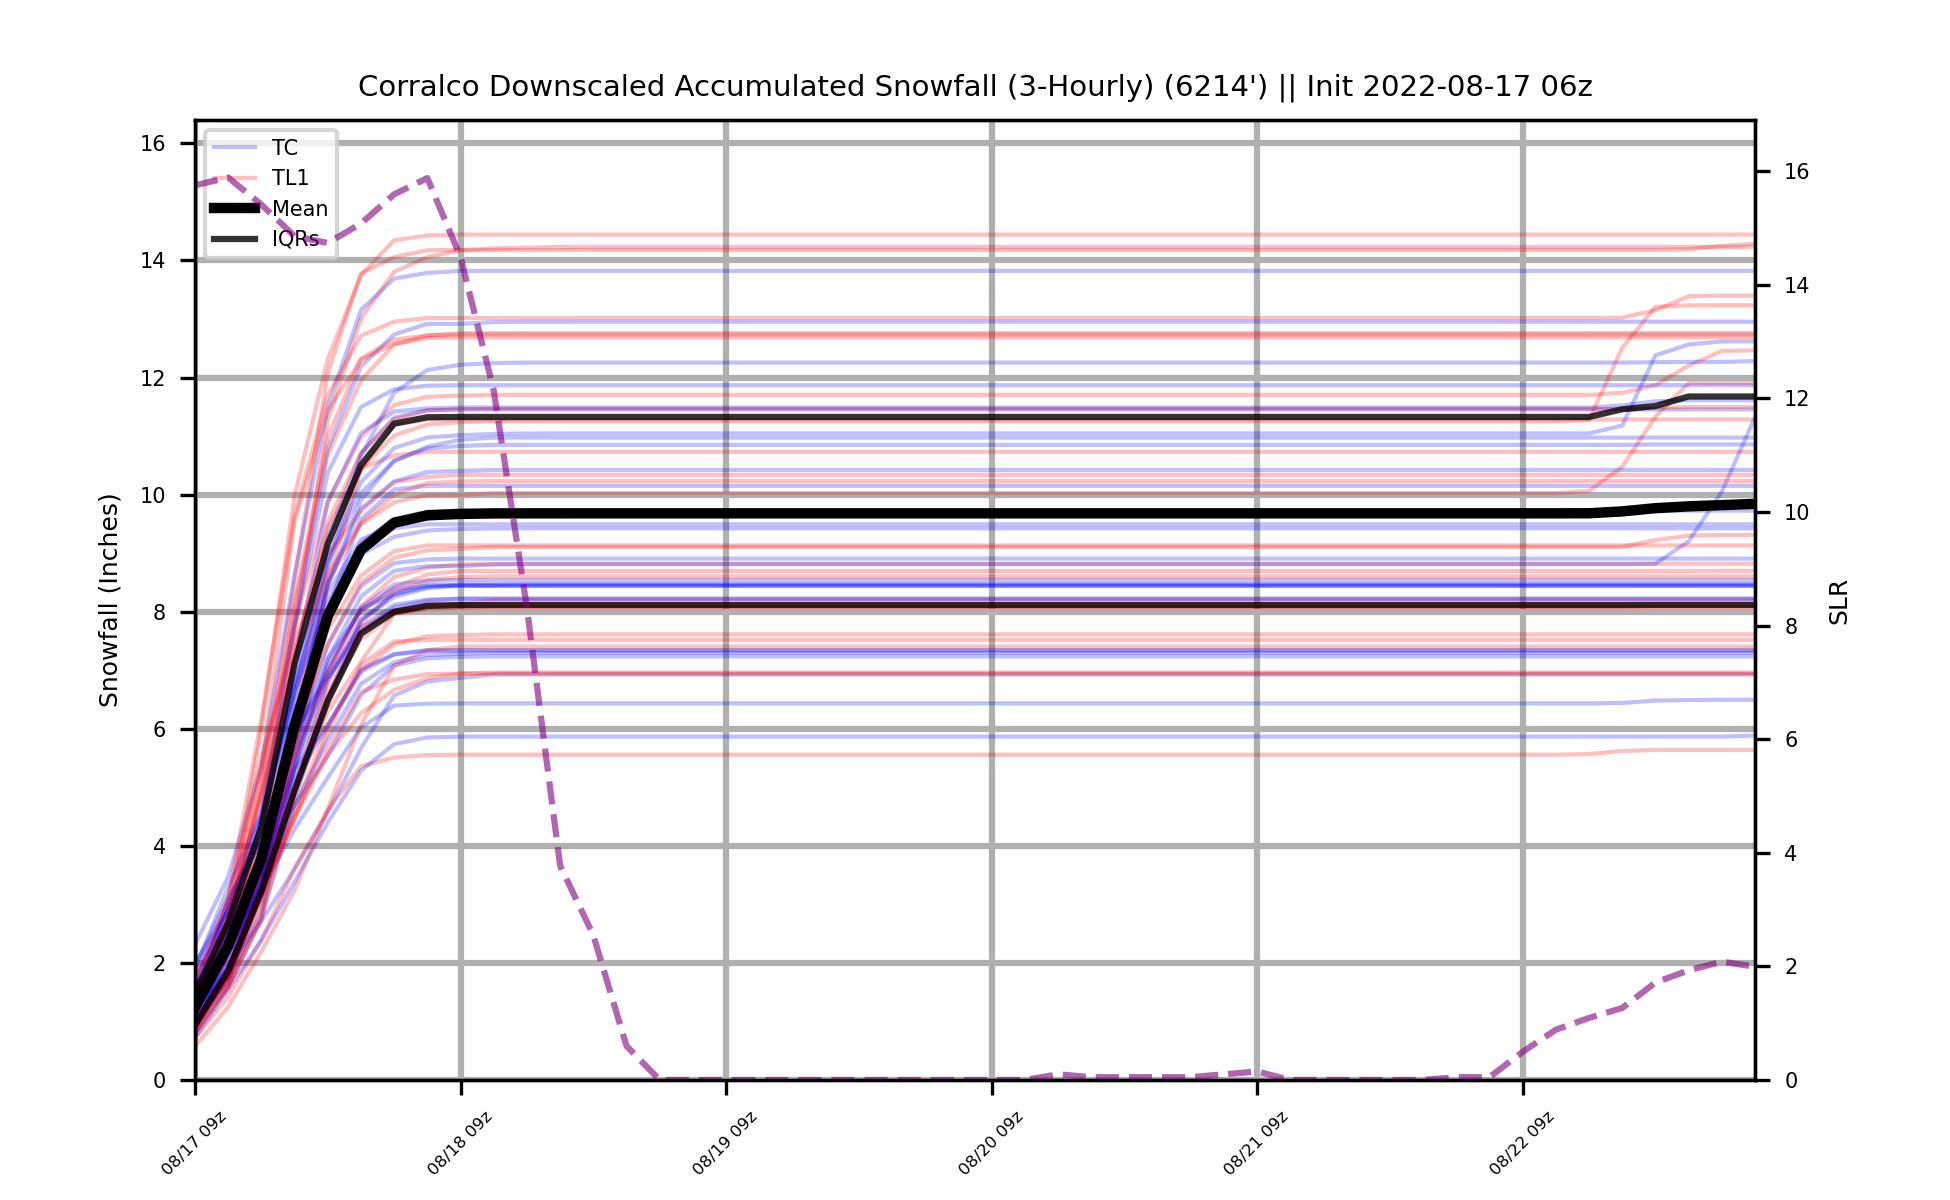 Corralco Downscaled Accumulated Snowfall (3-Hourly) (6214') || Init 2022-08-17 06z
TC
TL1
Mean
IQRs
Snowfall (Inches)
16
14
12
10
8
6
4
2
0
SLR
16
14
12
10
8
6
4
2
0
08/17 09z
08/18 09z
08/19 09z
08/20 09z
08/21 09z
08/22 09z